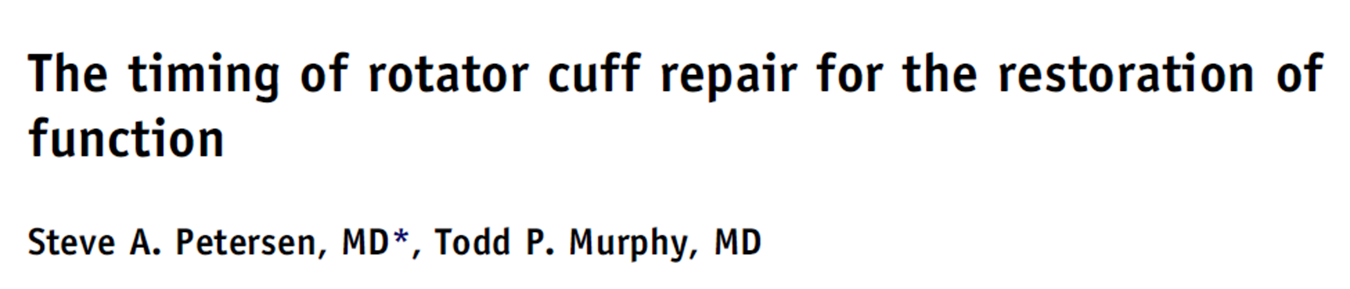 The timing of rotator cuff repair for the restoration of
function
Steve A. Petersen, MD*, Todd P. Murphy, MD